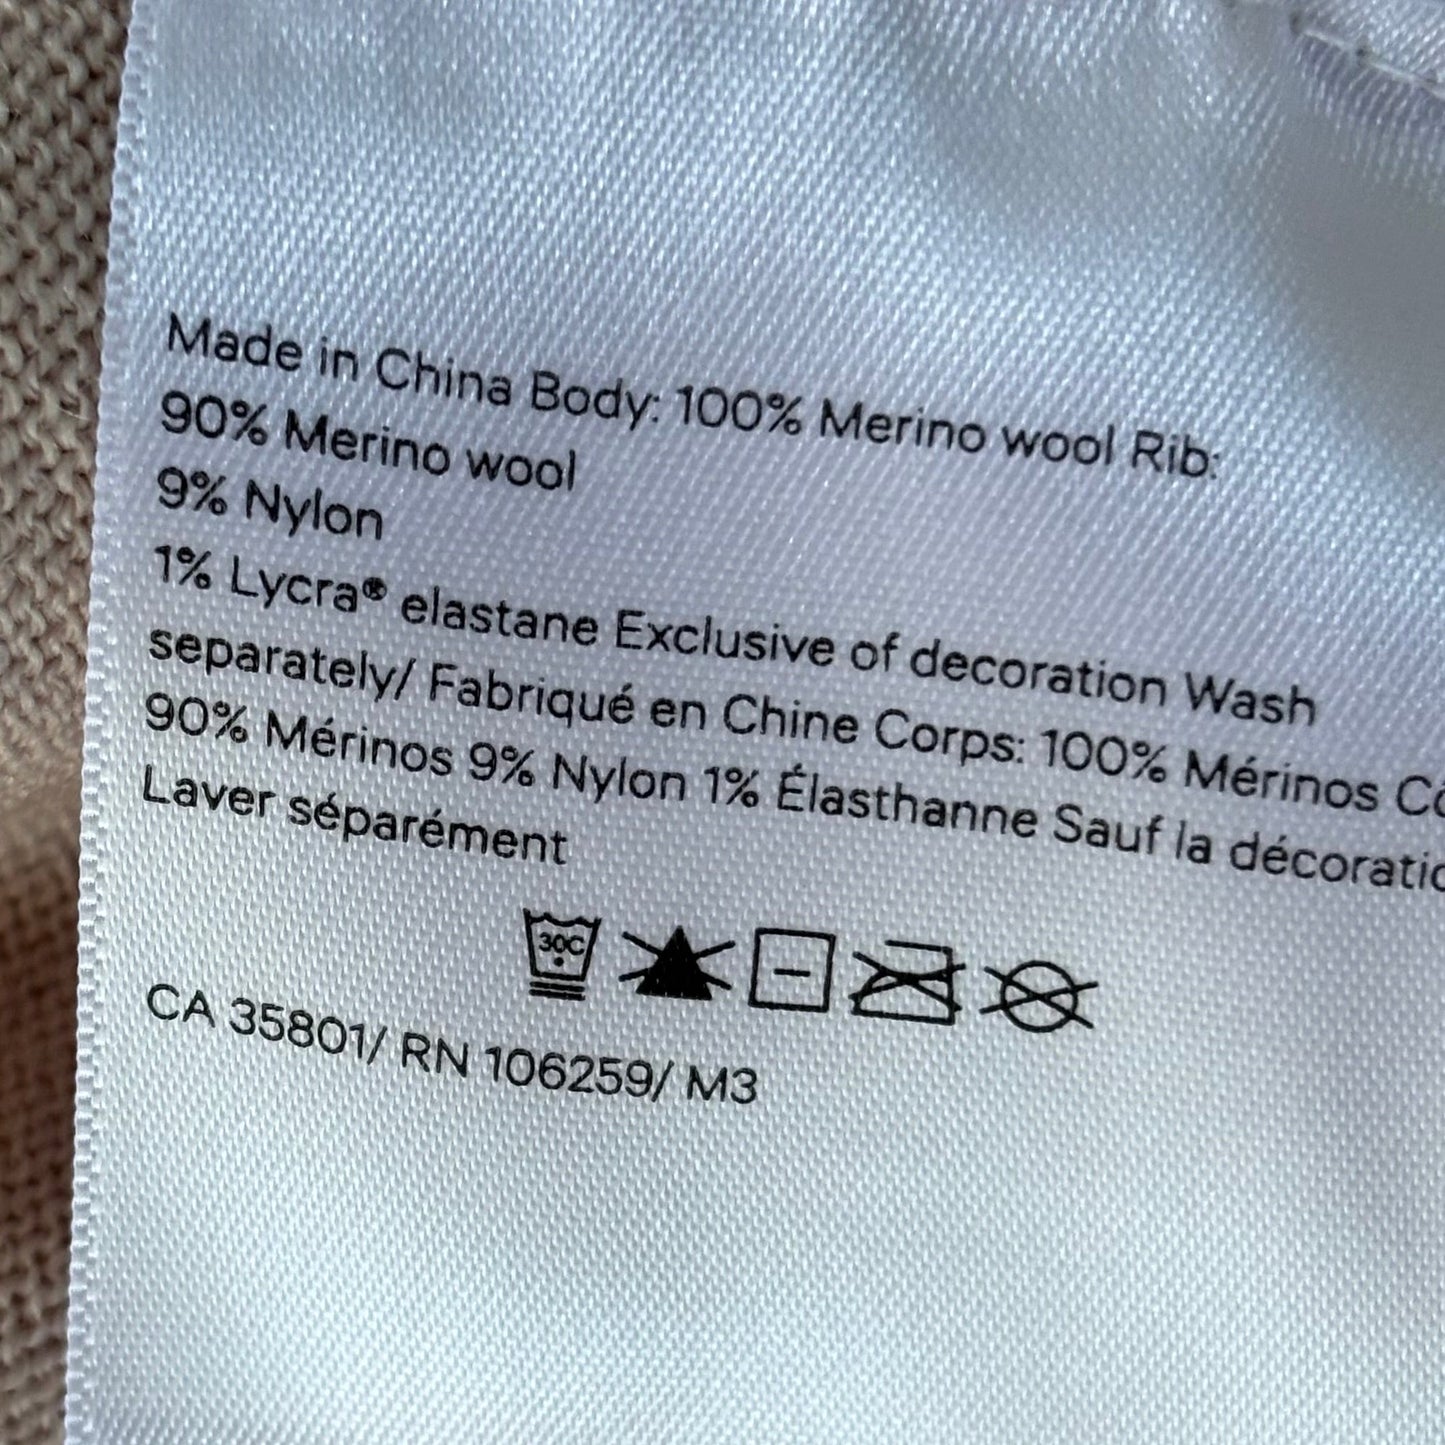 Made in China Body: 100% Merino wool Rib:
90% Merino wool
9% Nylon
1% Lycra® elastane Exclusive of decoration Wash
separately/ Fabriqué en Chine Corps: 100% Mérinos
90% Mérinos 9% Nylon 1% Élasthanne Sauf la
Laver séparément
30C
CA 35801/ RN 106259/ M3